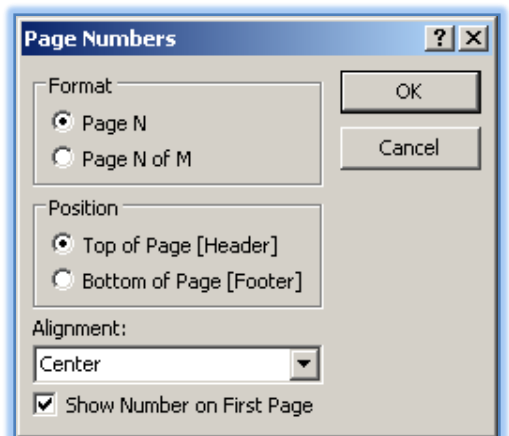 Page Numbers
Format
Page N
Page N of M
OK
Cancel
Position
Top of Page [Header]
Bottom of Page [Footer]
Alignment:
Center
Show Number on First Page